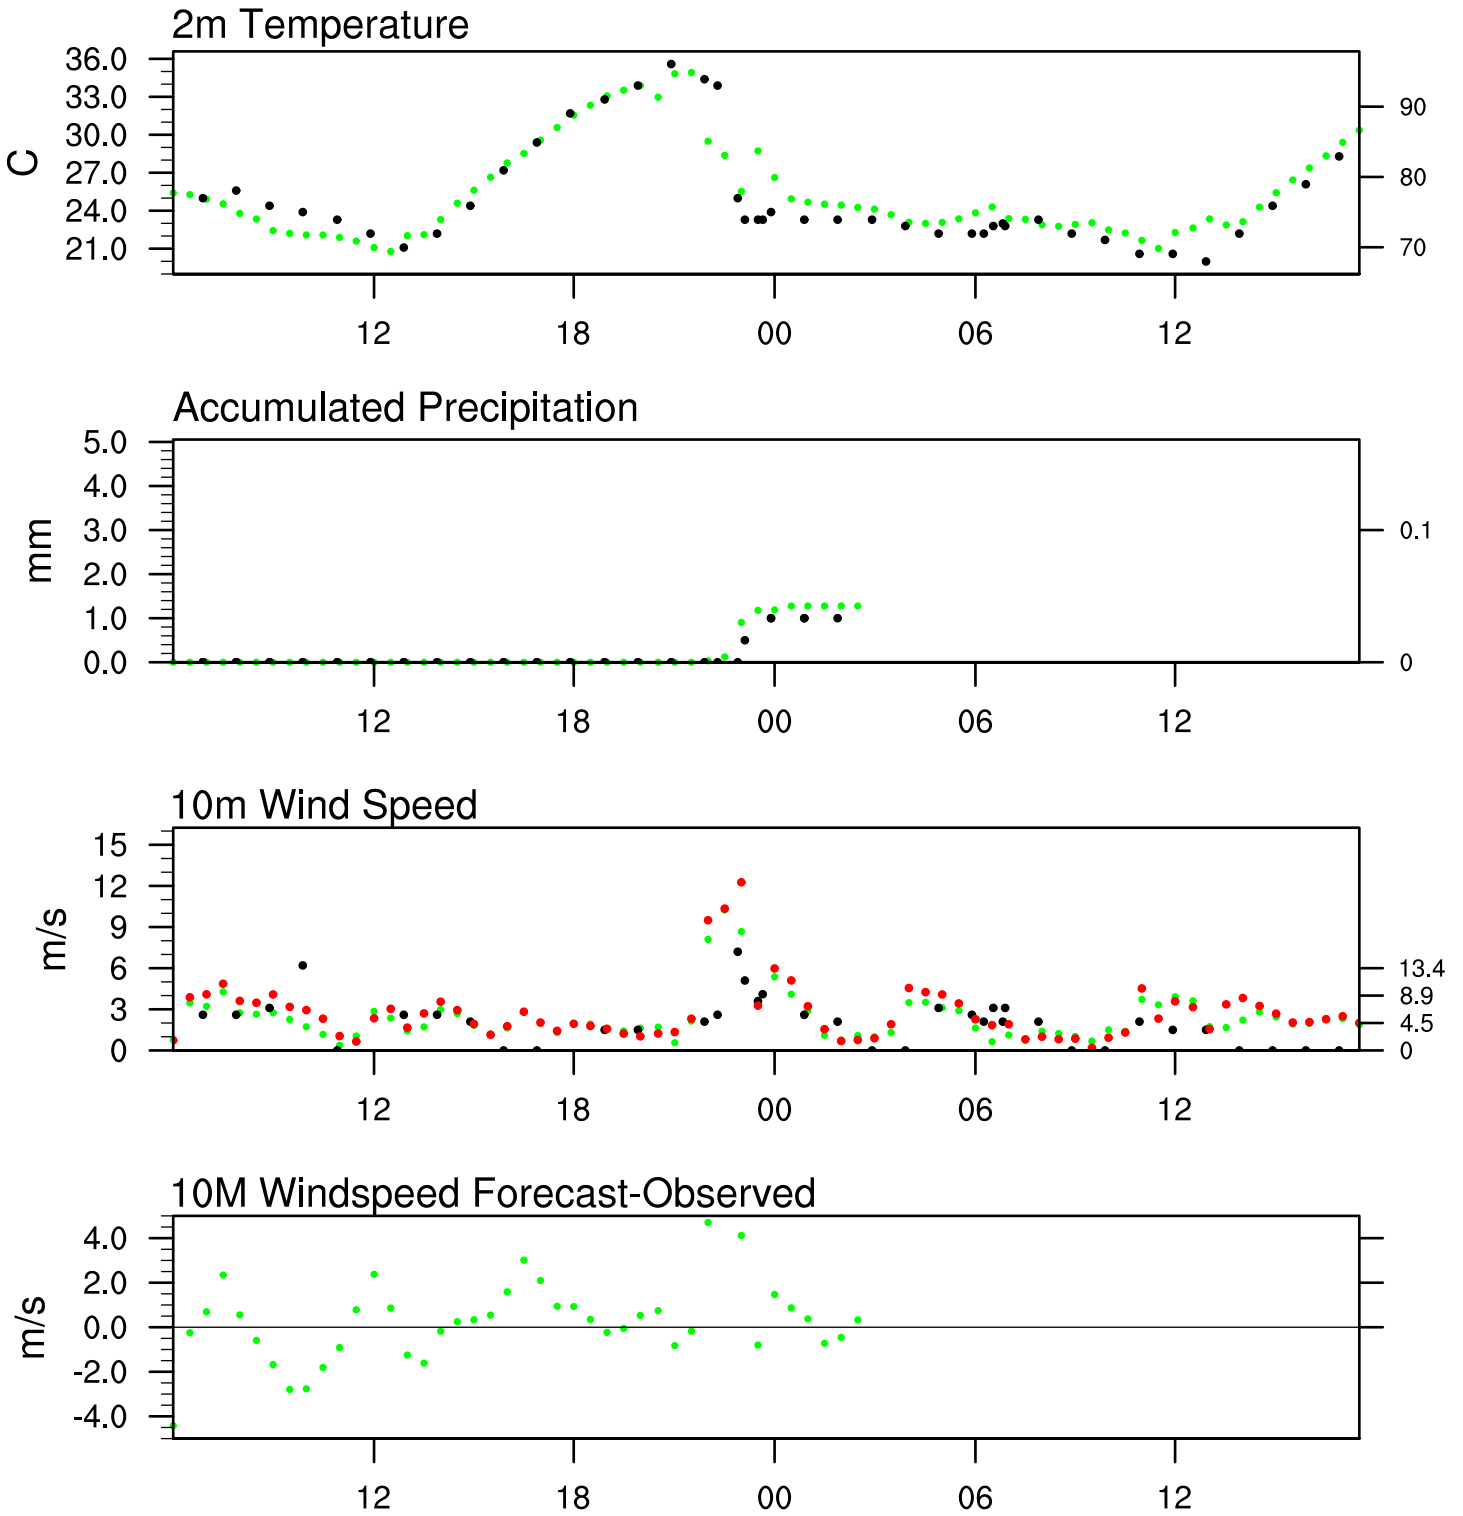 2m Temperature
36.0
33.0
30.0
27.0
24.0
21.0
C
90
80
70
12 18 00 06 12
Accumulated Precipitation
5.0
4.0
3.0
2.0
1.0
0.0
mm
0.1
0
12 18 00 06 12
10m Wind Speed
15
12
9
6
3
0
m/s
13.4
8.9
4.5
0
12 18 00 06 12
10M Windspeed Forecast-Observed
4.0
2.0
0.0
-2.0
-4.0
m/s
12 18 00 06 12